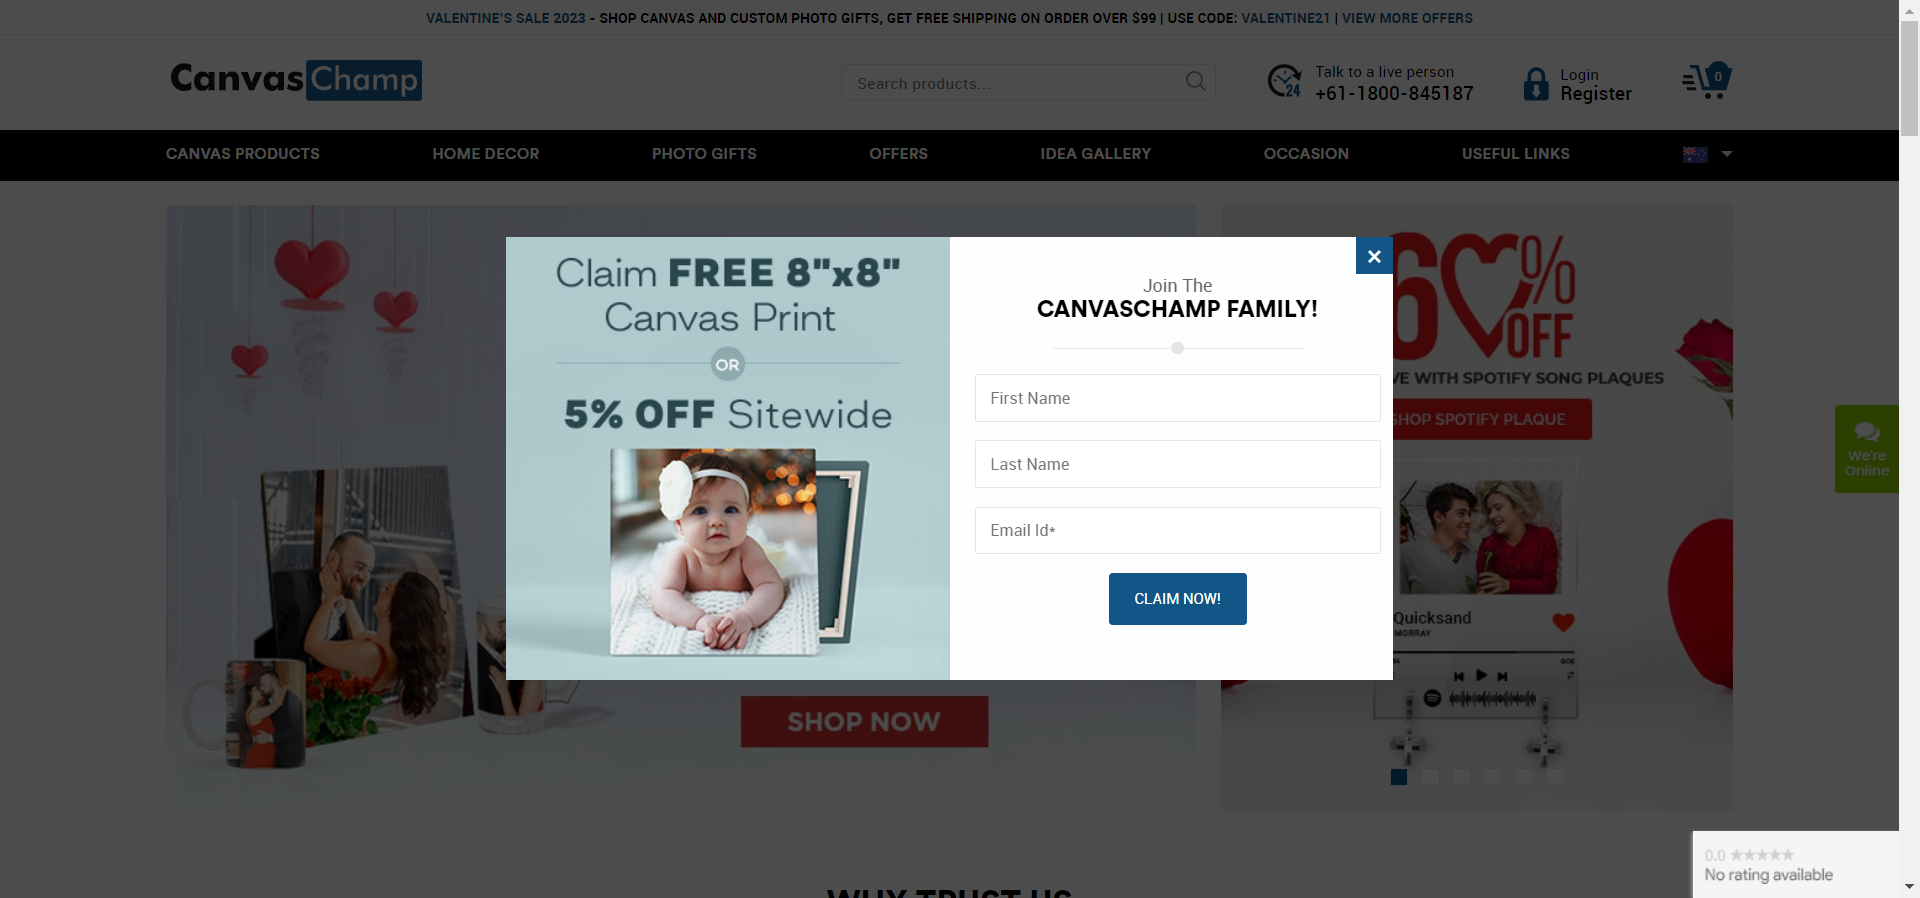 VALENTINE'S SALE 2023 - SHOP CANVAS AND CUSTOM PHOTO GIFTS, GET FREE SHIPPING ON ORDER OVER $99 | USE CODE: VALENTINE21 | VIEW MORE OFFERS
CanvasChamp
Search products...
24
Talk to a live person
+61-1800-845187
Login
Register
0
CANVAS PRODUCTS
HOME DECOR
PHOTO GIFTS
OFFERS
IDEA GALLERY
OCCASION
USEFUL LINKS
Claim FREE 8"x8"
Canvas Print
OR
5% OFF Sitewide
×
Join The
CANVASCHAMP FAMILY!
First Name
Last Name
Email Id*
CLAIM NOW!
60%
OFF
WITH SPOTIFY SONG PLAQUES
SHOP SPOTIFY PLAQUE
Quicksand
MORRAY
SHOP NOW
We're
Online
0.0 ★★★★★
No rating available
WHY TRUST US